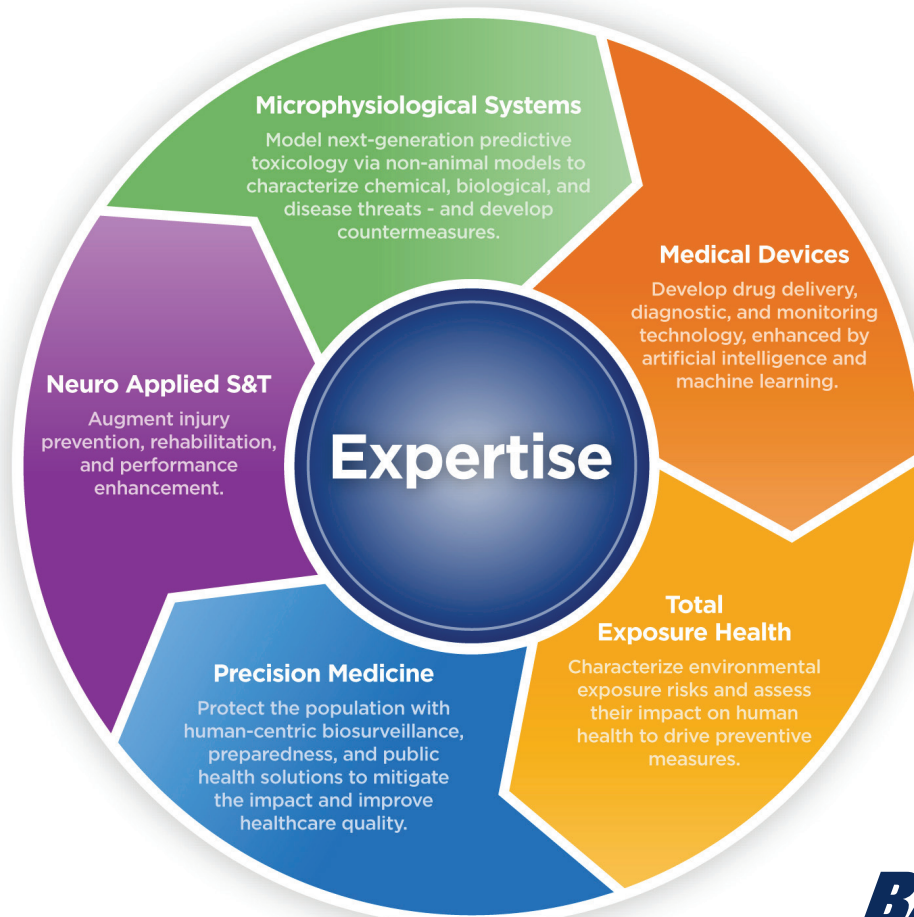 Microphysiological Systems
Model next-generation predictive
toxicology via non-animal models to
characterize chemical, biological, and
disease threats - and develop
countermeasures.
Medical Devices
Develop drug delivery,
diagnostic, and monitoring
technology, enhanced by
artificial intelligence and
machine learning.
Neuro Applied S&T
Augment injury
prevention, rehabilitation,
and performance
enhancement.
Expertise
Total
Exposure Health
Characterize environmental
exposure risks and assess
their impact on human
health to drive preventive
measures.
Precision Medicine
Protect the population with
human-centric biosurveillance,
preparedness, and public
health solutions to mitigate
the impact and improve
healthcare quality.